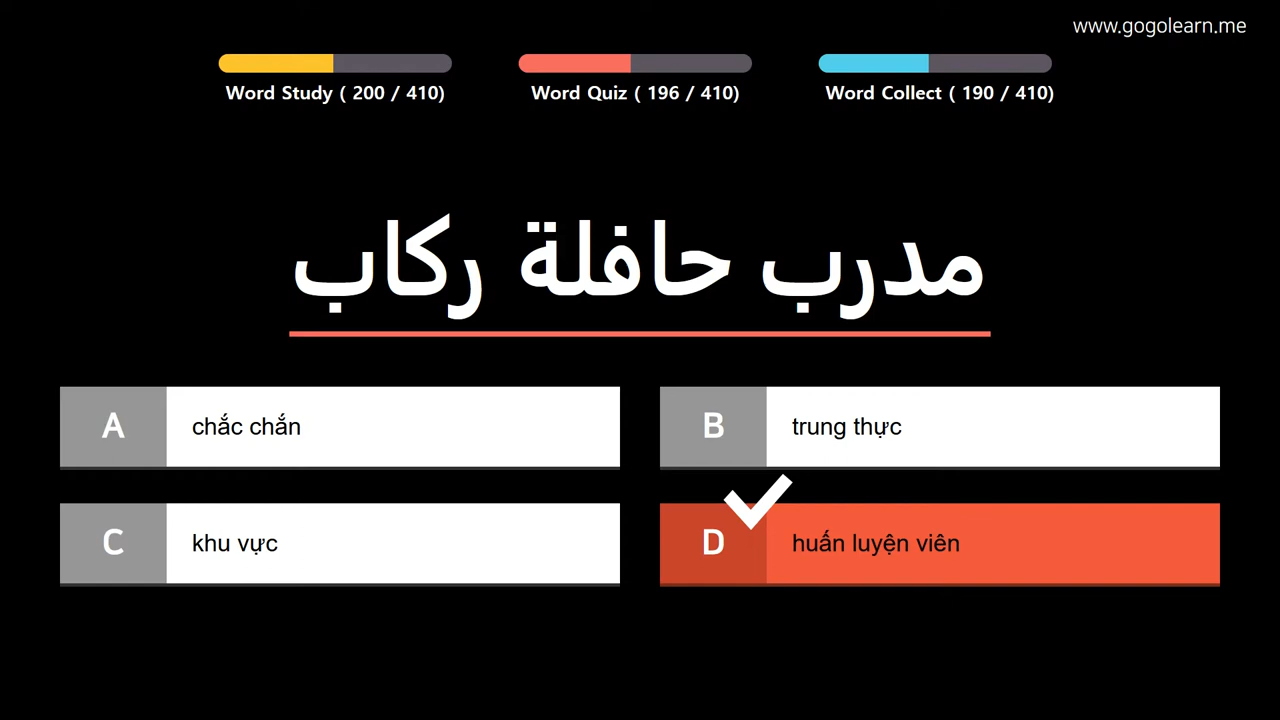 www.gogolearn.me
Word Study ( 200 / 410)
Word Quiz ( 196 / 410)
Word Collect ( 190 / 410)
مدرب حافلة ركاب
A
chắc chắn
B
trung thực
C
khu vực
D
huấn luyện viên